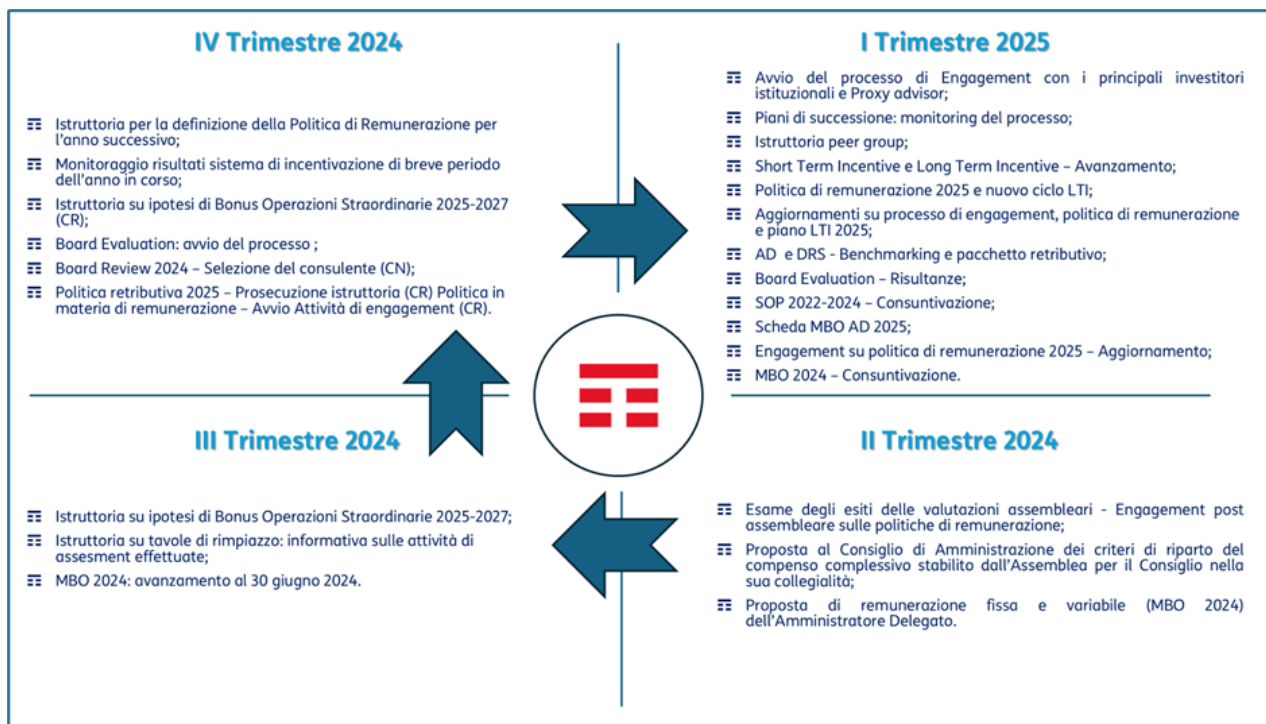 IV Trimestre 2024
Istruttoria per la definizione della Politica di Remunerazione per
l'anno successivo;
Monitoraggio risultati sistema di incentivazione di breve periodo
dell'anno in corso;
Istruttoria su ipotesi di Bonus Operazioni Straordinarie 2025-2027
(CR);
Board Evaluation: avvio del processo ;
Board Review 2024 – Selezione del consulente (CN);
Politica retributiva 2025 – Prosecuzione istruttoria (CR) Politica in
materia di remunerazione – Avvio Attività di engagement (CR).
I Trimestre 2025
Avvio del processo di Engagement con i principali investitori
istituzionali e Proxy advisor;
Piani di successione: monitoring del processo;
Istruttoria peer group;
Short Term Incentive e Long Term Incentive – Avanzamento;
Politica di remunerazione 2025 e nuovo ciclo LTI;
Aggiornamenti su processo di engagement, politica di remunerazione
e piano LTI 2025;
AD e DRS - Benchmarking e pacchetto retributivo;
Board Evaluation – Risultanze;
SOP 2022-2024 – Consuntivazione;
Scheda MBO AD 2025;
Engagement su politica di remunerazione 2025 – Aggiornamento;
MBO 2024 – Consuntivazione.
III Trimestre 2024
Istruttoria su ipotesi di Bonus Operazioni Straordinarie 2025-2027;
Istruttoria su tavole di rimpiazzo: informativa sulle attività di
assesment effettuate;
MBO 2024: avanzamento al 30 giugno 2024.
II Trimestre 2024
Esame degli esiti delle valutazioni assembleari - Engagement post
assembleare sulle politiche di remunerazione;
Proposta al Consiglio di Amministrazione dei criteri di riparto del
compenso complessivo stabilito dall'Assemblea per il Consiglio nella
sua collegialità;
Proposta di remunerazione fissa e variabile (MBO 2024)
dell'Amministratore Delegato.